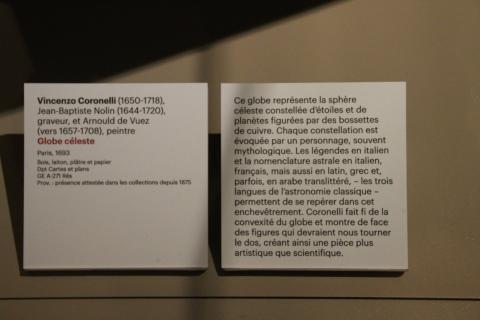 Vincenzo Coronelli (1650-1718),
Jean-Baptiste Nolin (1644-1720),
graveur, et Arnould de Vuez
(vers 1657-1708), peintre
Globe céleste
Paris, 1693
Bois, laiton, plâtre et papier
Dpt Cartes et plans
GE A-271 Rés
Prov. : présence attestée dans les collections depuis 1875
Ce globe représente la sphère
céleste constellée d'étoiles et de
planètes figurées par des bossettes
de cuivre. Chaque constellation est
évoquée par un personnage, souvent
mythologique. Les légendes en italien
et la nomenclature astrale en italien,
français, mais aussi en latin, grec et,
parfois, en arabe translittéré, – les trois
langues de l'astronomie classique –
permettent de se repérer dans cet
enchevêtrement. Coronelli fait fi de la
convexité du globe et montre de face
des figures qui devraient nous tourner
le dos, créant ainsi une pièce plus
artistique que scientifique.